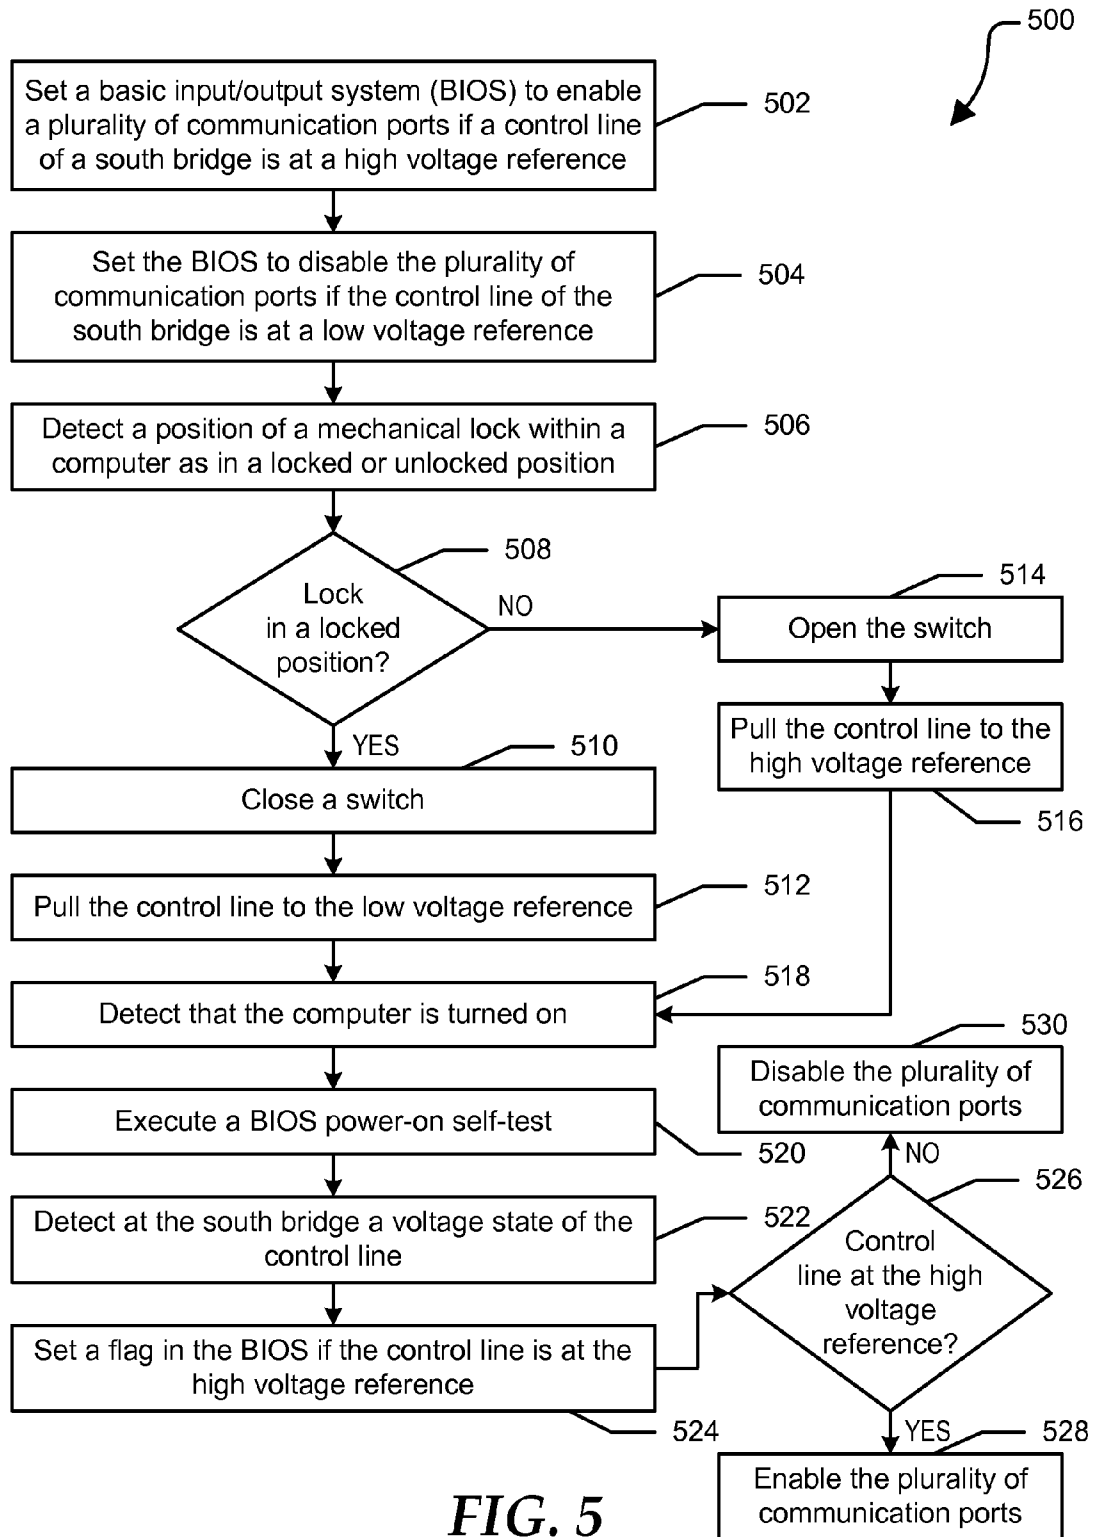 500
Set a basic input/output system (BIOS) to enable
a plurality of communication ports if a control line
of a south bridge is at a high voltage reference
502
Set the BIOS to disable the plurality of
communication ports if the control line of the
south bridge is at a low voltage reference
504
Detect a position of a mechanical lock within a
computer as in a locked or unlocked position
506
Lock
in a locked
position?
508
NO
YES
514
Open the switch
Pull the control line to the
high voltage reference
516
510
Close a switch
Pull the control line to the low voltage reference
512
Detect that the computer is turned on
518
Execute a BIOS power-on self-test
520
Detect at the south bridge a voltage state of the
control line
522
Set a flag in the BIOS if the control line is at the
high voltage reference
524
530
Disable the plurality of
communication ports
NO
526
Control
line at the high
voltage
reference?
YES
528
Enable the plurality of
communication ports
FIG. 5